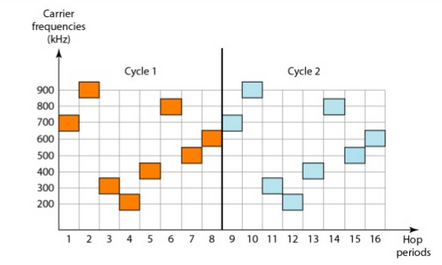 Carrier
frequencies
(kHz)
Cycle 1
Cycle 2
900
800
700
600
500
400
300
200
1 2 3 4 5 6 7 8 9 10 11 12 13 14 15 16 Hop
periods